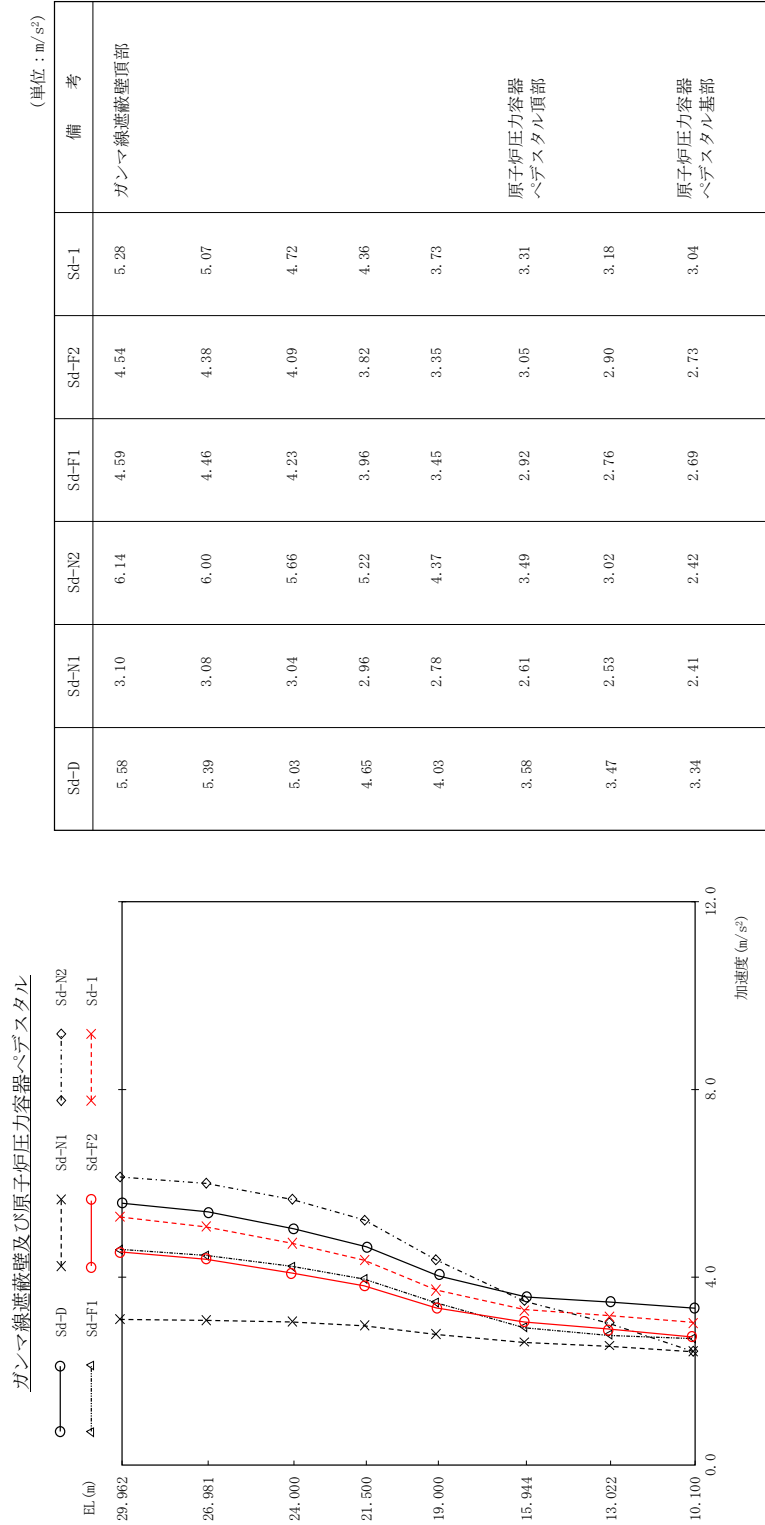 ガンマ線遮蔽壁及び原子炉圧力容器ペデスタル
Sd-D Sd-N1 Sd-N2
Sd-F1 Sd-F2 Sd-1
EL(m)
29.962
26.981
24.000
21.500
19.000
15.944
13.022
10.100
0.0 4.0 8.0 12.0
加速度(m/s²)
(単位：m/s²)
Sd-D Sd-N1 Sd-N2 Sd-F1 Sd-F2 Sd-1 備 考
5.58 3.10 6.14 4.59 4.54 5.28 ガンマ線遮蔽壁頂部
5.39 3.08 6.00 4.46 4.38 5.07
5.03 3.04 5.66 4.23 4.09 4.72
4.65 2.96 5.22 3.96 3.82 4.36
4.03 2.78 4.37 3.45 3.35 3.73
3.58 2.61 3.49 2.92 3.05 3.31 原子炉圧力容器
ペデスタル頂部
3.47 2.53 3.02 2.76 2.90 3.18
3.34 2.41 2.42 2.69 2.73 3.04 原子炉圧力容器
ペデスタル基部